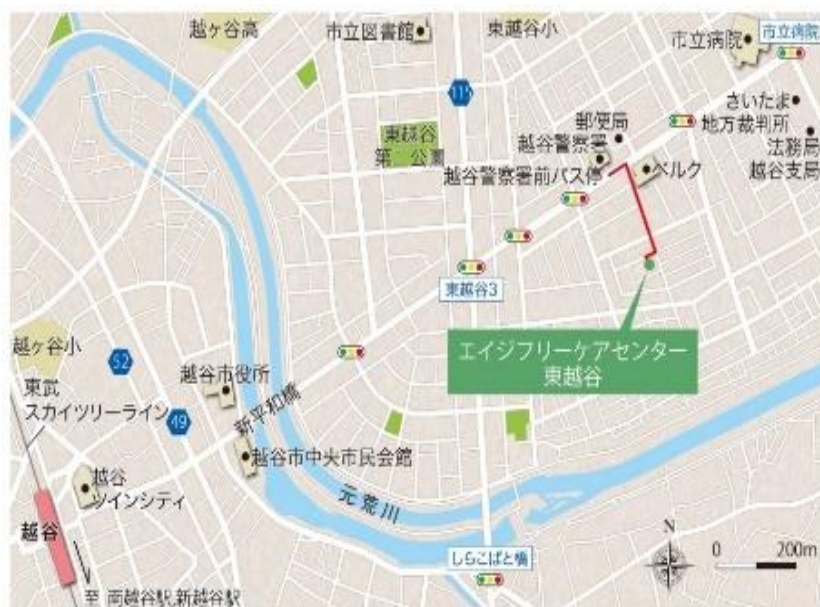 越ヶ谷高
市立図書館
東越谷小
市立病院
市立病院
115
さいたま
地方裁判所
郵便局
越谷警察署
法務局
越谷支局
東越谷
第一公園
越谷警察署前バス停
ベルク
東越谷3
エイジフリーケアセンター
東越谷
越ヶ谷小
52
越谷市役所
東武
スカイツリーライン
49
新平和橋
越谷市中央市民会館
越谷
ツインシティ
元荒川
越谷
しらこばと橋
N
0 200m
至 南越谷駅,新越谷駅